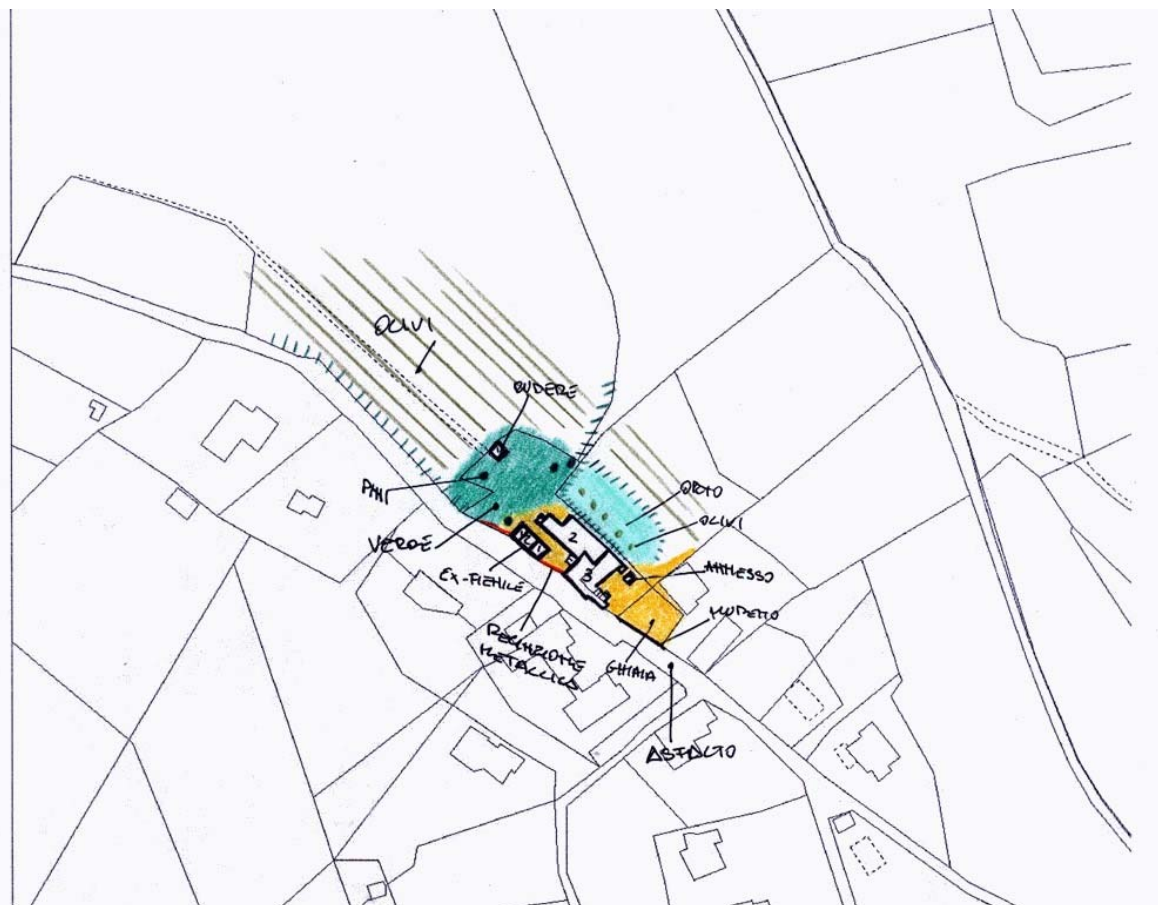 OLIVI
RUDERE
PINI
ORTO
OLIVI
VERDE
2
EX-FIENILE
3
ANNESSO
MURETTO
RECINZIONE
METALLICA
GHIAIA
ASFALTO